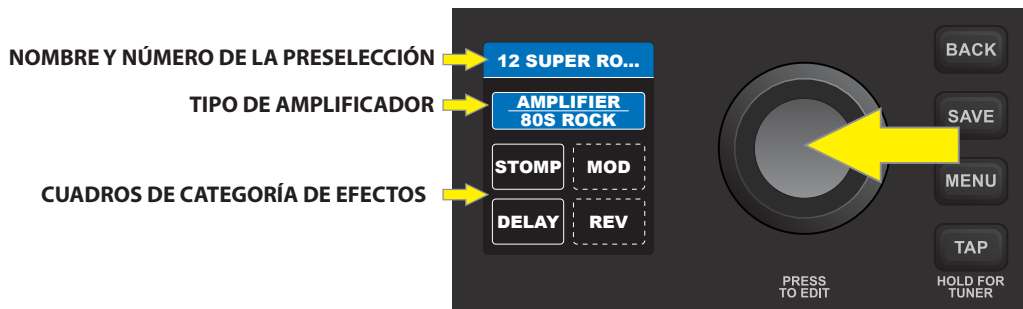 NOMBRE Y NÚMERO DE LA PRESELECCIÓN
TIPO DE AMPLIFICADOR
CUADROS DE CATEGORÍA DE EFECTOS
12 SUPER RO...
AMPLIFIER
80S ROCK
STOMP
MOD
DELAY
REV
PRESS
TO EDIT
BACK
SAVE
MENU
TAP
HOLD FOR
TUNER